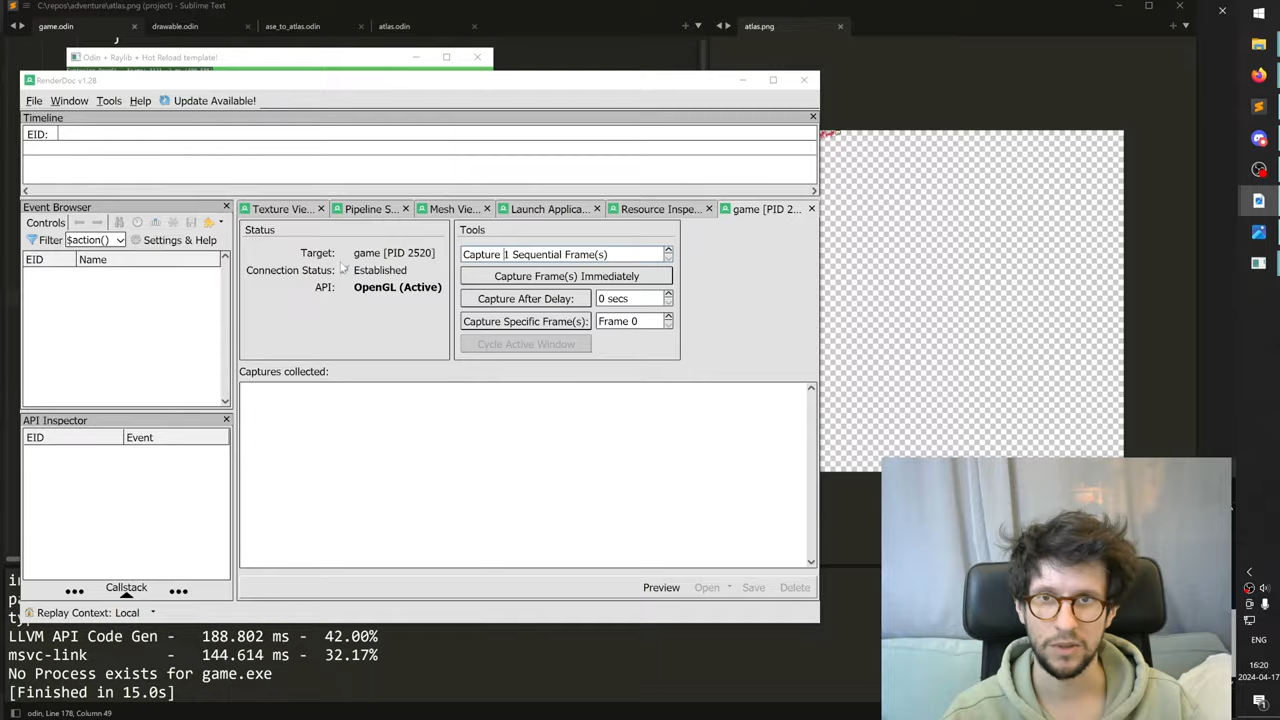 C:\repos\adventure\atlas.png (project) - Sublime Text
game.odin
drawable.odin
ase_to_atlas.odin
atlas.odin
atlas.png
Odin + Raylib + Hot Reload template!
RenderDoc v1.28
File Window Tools Help Update Available!
Timeline
EID:
Event Browser
Controls
Filter $action() Settings & Help
EID Name
API Inspector
EID Event
Callstack
Replay Context: Local
Texture Vie...
Pipeline S...
Mesh Vie...
Launch Applica...
Resource Inspe...
game [PID 2...
Status
Target: game [PID 2520]
Connection Status: Established
API: OpenGL (Active)
Tools
Capture 1 Sequential Frame(s)
Capture Frame(s) Immediately
Capture After Delay: 0 secs
Capture Specific Frame(s): Frame 0
Cycle Active Window
Captures collected:
Preview Open Save Delete
LLVM API Code Gen - 188.802 ms - 42.00%
msvc-link - 144.614 ms - 32.17%
No Process exists for game.exe
[Finished in 15.0s]
odin, Line 178, Column 49
ENG
16:20
2024-04-17